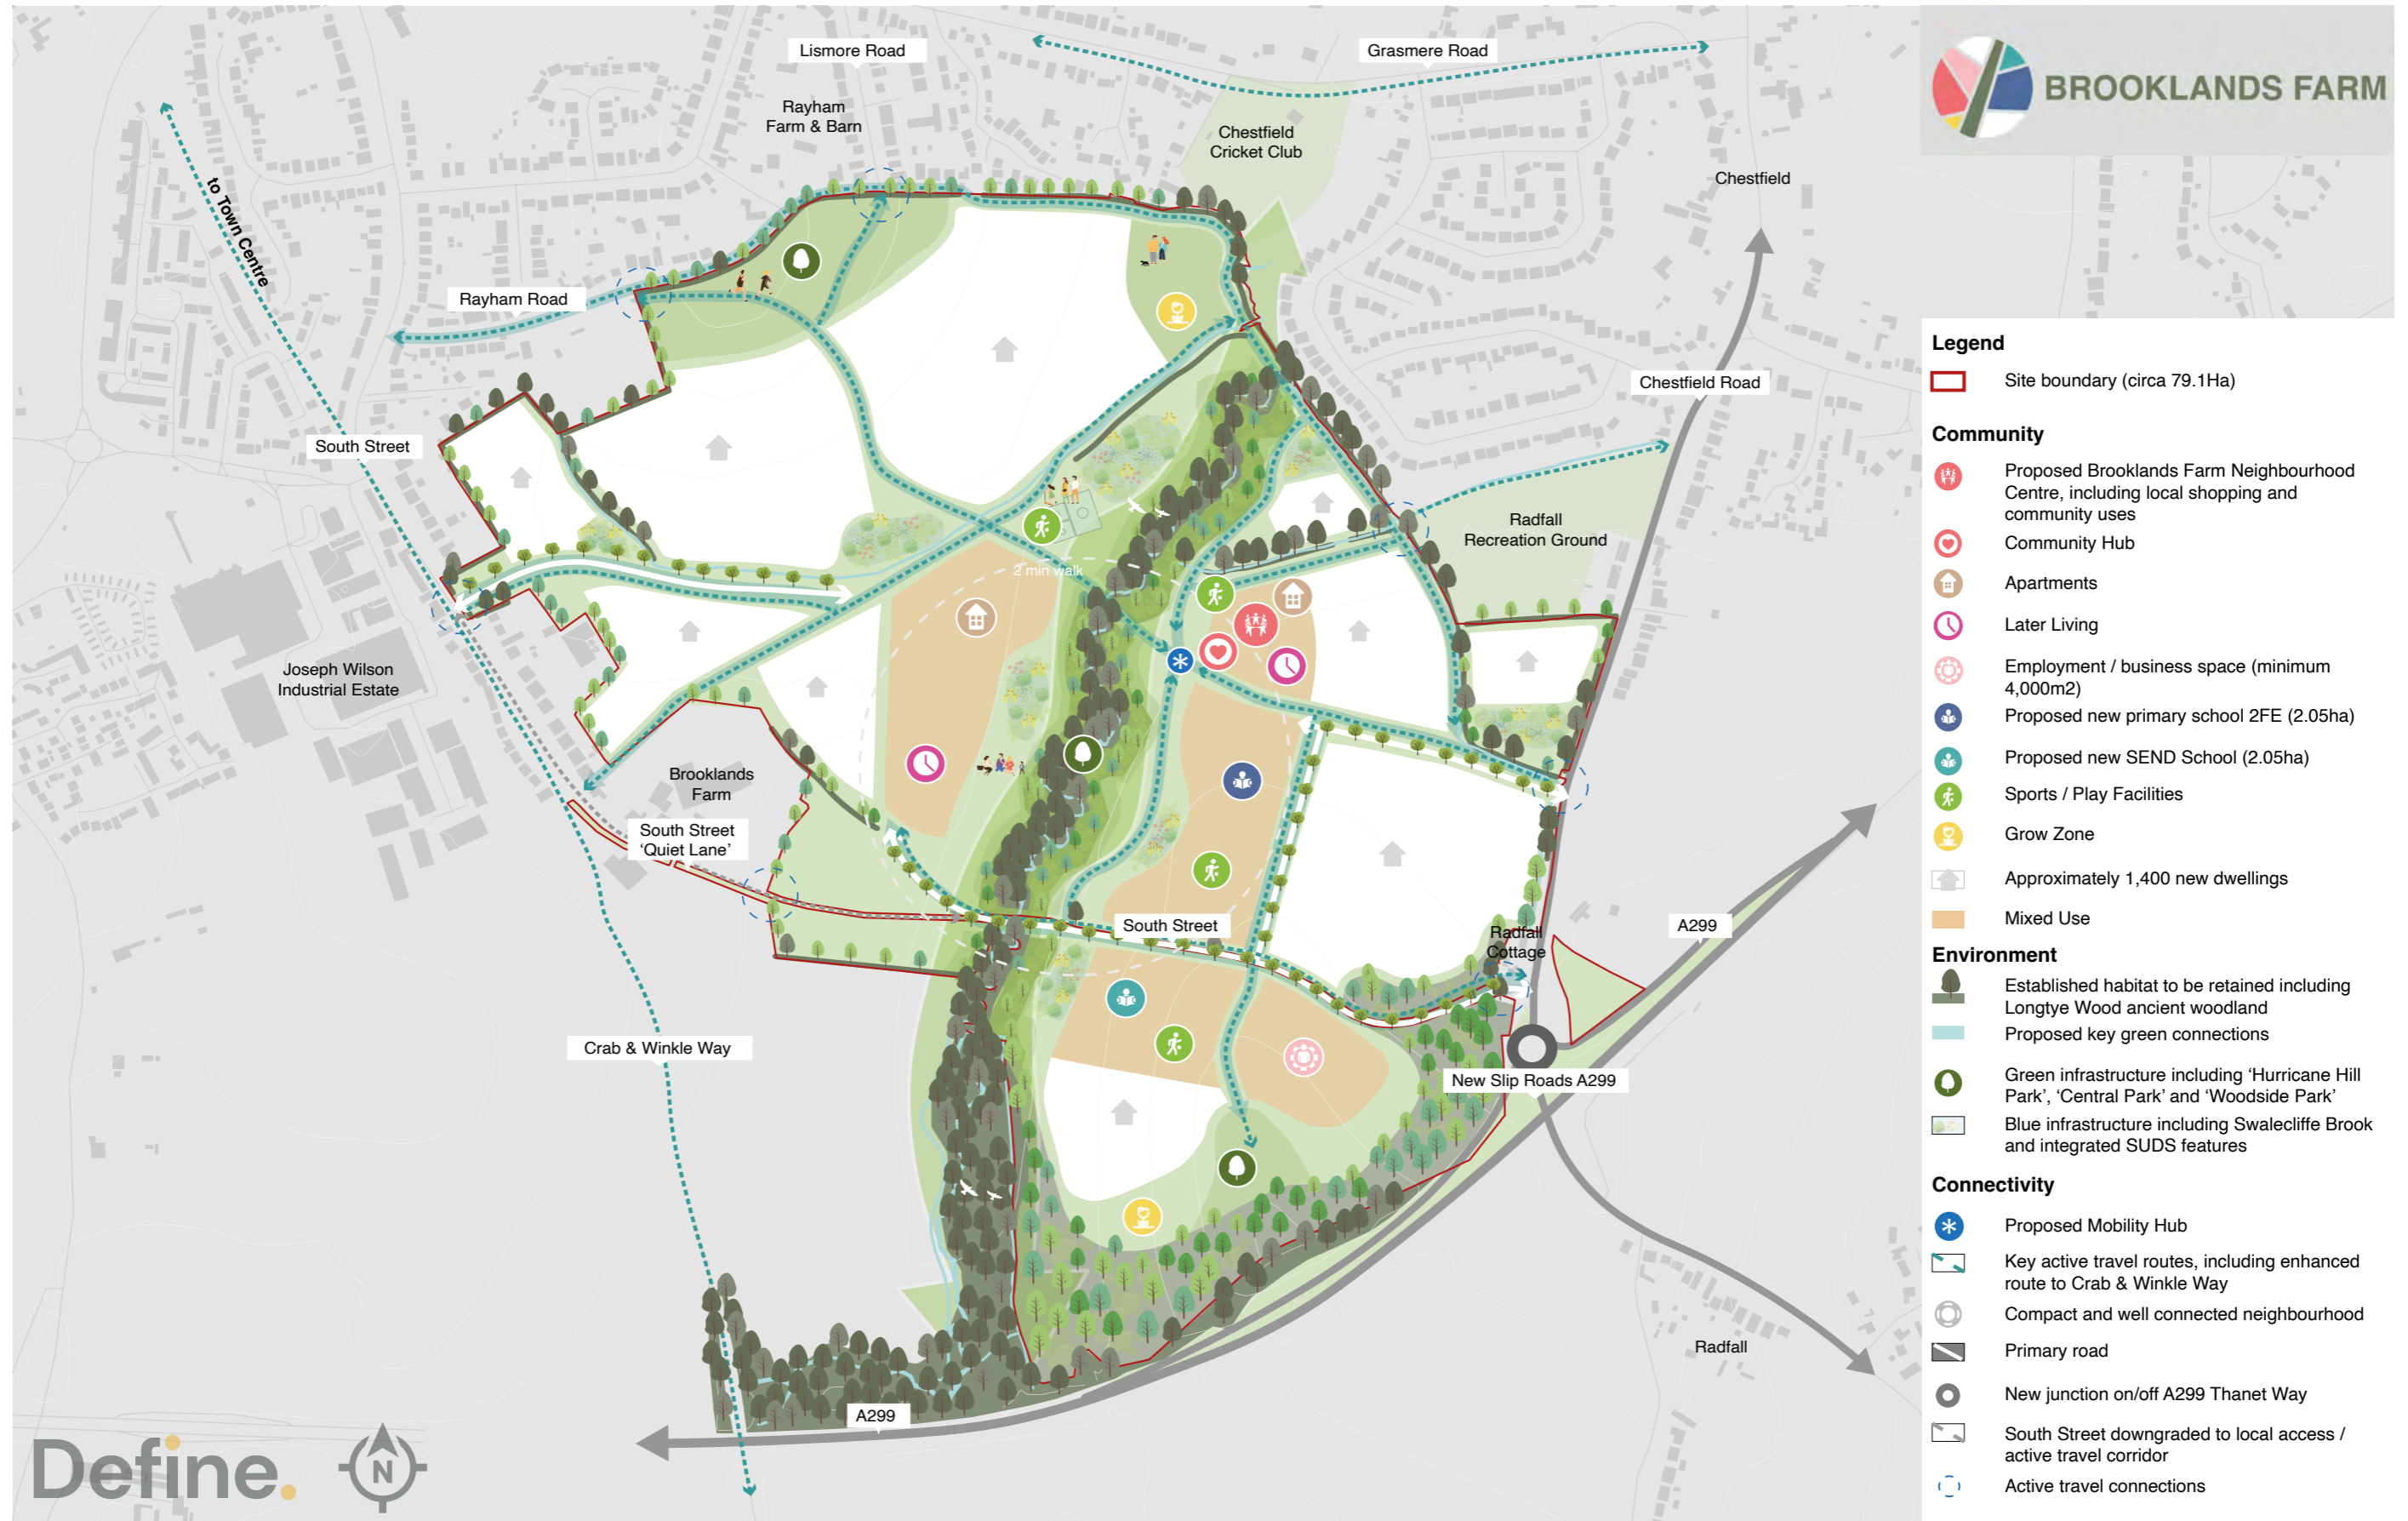 BROOKLANDS FARM
Lismore Road
Grasmere Road
Rayham
Farm & Barn
Chestfield
Cricket Club
Chestfield
to Town Centre
Rayham Road
Chestfield Road
South Street
Radfall
Recreation Ground
2 min walk
Joseph Wilson
Industrial Estate
Brooklands
Farm
South Street
‘Quiet Lane’
South Street
Radfall
Cottage
A299
Crab & Winkle Way
New Slip Roads A299
Radfall
A299
Define.
N
Legend
Site boundary (circa 79.1Ha)
Community
Proposed Brooklands Farm Neighbourhood
Centre, including local shopping and
community uses
Community Hub
Apartments
Later Living
Employment / business space (minimum
4,000m2)
Proposed new primary school 2FE (2.05ha)
Proposed new SEND School (2.05ha)
Sports / Play Facilities
Grow Zone
Approximately 1,400 new dwellings
Mixed Use
Environment
Established habitat to be retained including
Longtye Wood ancient woodland
Proposed key green connections
Green infrastructure including ‘Hurricane Hill
Park’, ‘Central Park’ and ‘Woodside Park’
Blue infrastructure including Swalecliffe Brook
and integrated SUDS features
Connectivity
Proposed Mobility Hub
Key active travel routes, including enhanced
route to Crab & Winkle Way
Compact and well connected neighbourhood
Primary road
New junction on/off A299 Thanet Way
South Street downgraded to local access /
active travel corridor
Active travel connections